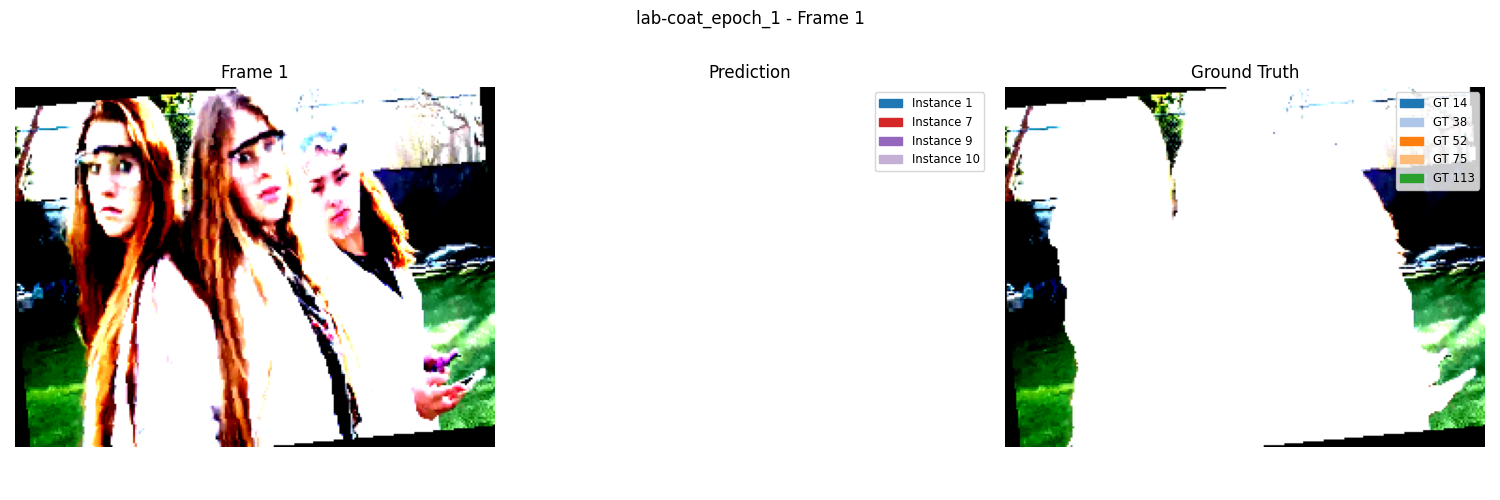 lab-coat_epoch_1 - Frame 1
Frame 1
Prediction
Instance 1
Instance 7
Instance 9
Instance 10
Ground Truth
GT 14
GT 38
GT 52
GT 75
GT 113